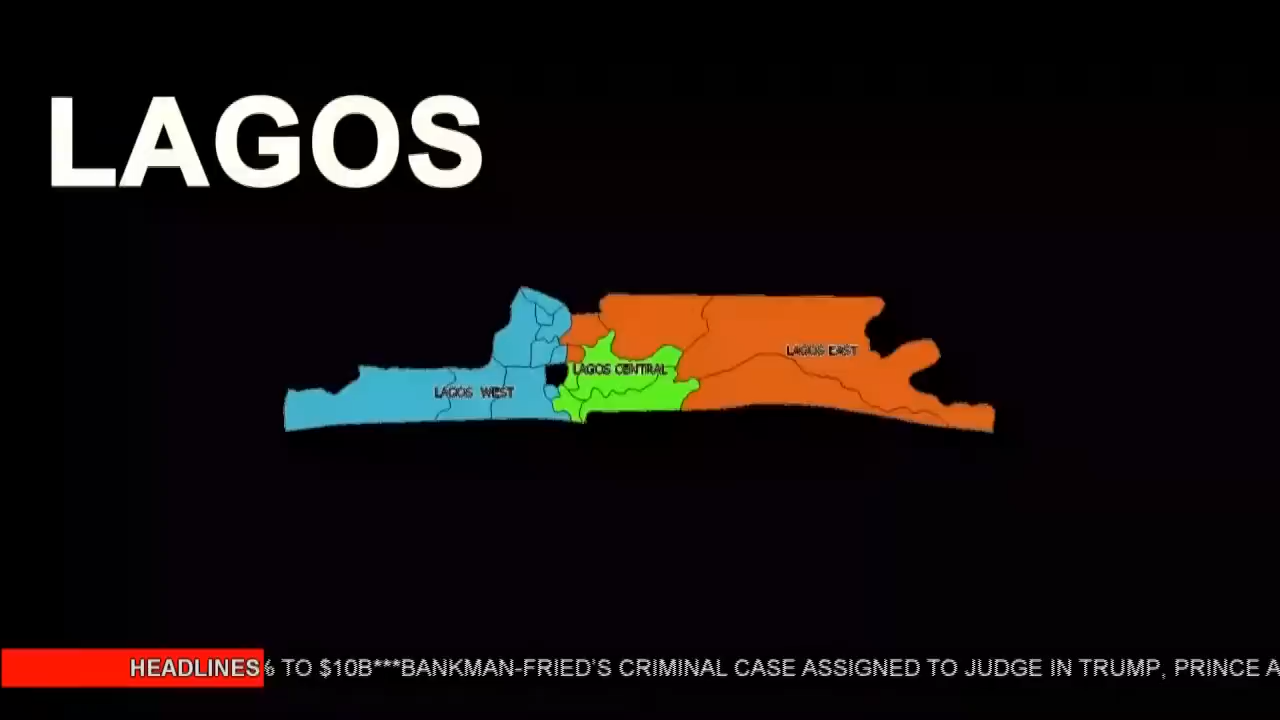 LAGOS
LAGOS EAST
LAGOS CENTRAL
LAGOS WEST
HEADLINES % TO $10B***BANKMAN-FRIED'S CRIMINAL CASE ASSIGNED TO JUDGE IN TRUMP, PRINCE A